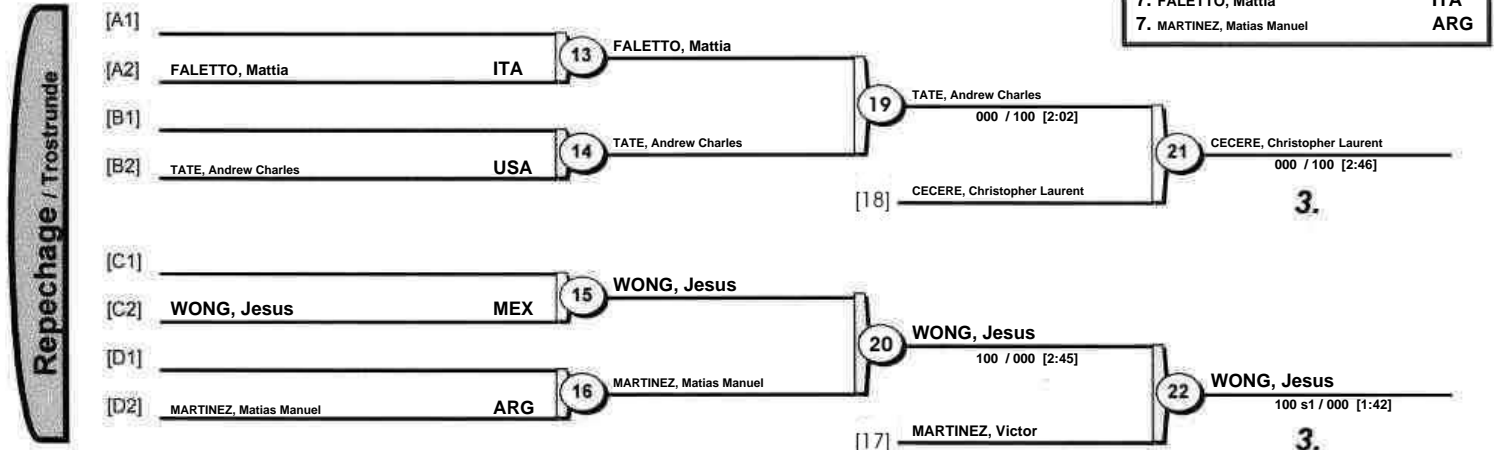 7. FALETTO, Mattia ITA
7. MARTINEZ, Matias Manuel ARG
Repechage / Trostrunde
[A1]
[A2] FALETTO, Mattia ITA
13 FALETTO, Mattia
[B1]
[B2] TATE, Andrew Charles USA
14 TATE, Andrew Charles
19 TATE, Andrew Charles
000 / 100 [2:02]
[18] CECERE, Christopher Laurent
21 CECERE, Christopher Laurent
000 / 100 [2:46]
3.
[C1]
[C2] WONG, Jesus MEX
15 WONG, Jesus
[D1]
[D2] MARTINEZ, Matias Manuel ARG
16 MARTINEZ, Matias Manuel
20 WONG, Jesus
100 / 000 [2:45]
[17] MARTINEZ, Victor
22 WONG, Jesus
100 s1 / 000 [1:42]
3.